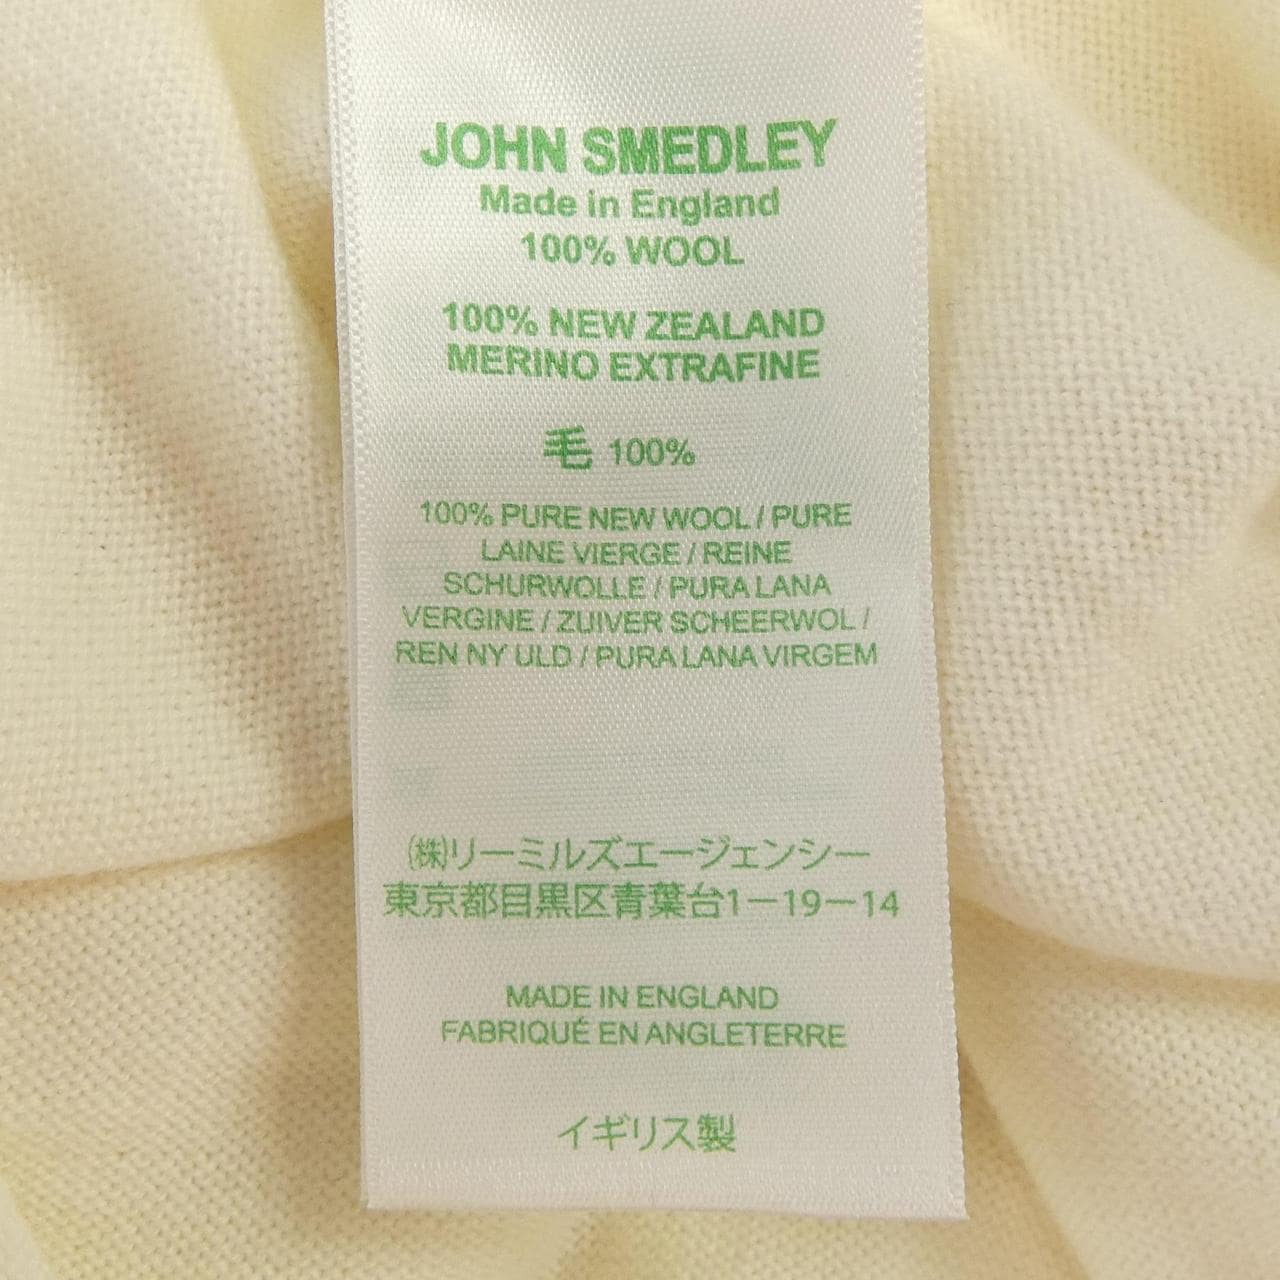 JOHN SMEDLEY
Made in England
100% WOOL
100% NEW ZEALAND
MERINO EXTRAFINE
毛 100%
100% PURE NEW WOOL / PURE
LAINE VIERGE / REINE
SCHURWOLLE / PURA LANA
VERGINE / ZUIVER SCHEERWOL /
REN NY ULD / PURA LANA VIRGEM
㈱リーミルズエージェンシー
東京都目黒区青葉台1－19－14
MADE IN ENGLAND
FABRIQUÉ EN ANGLETERRE
イギリス製